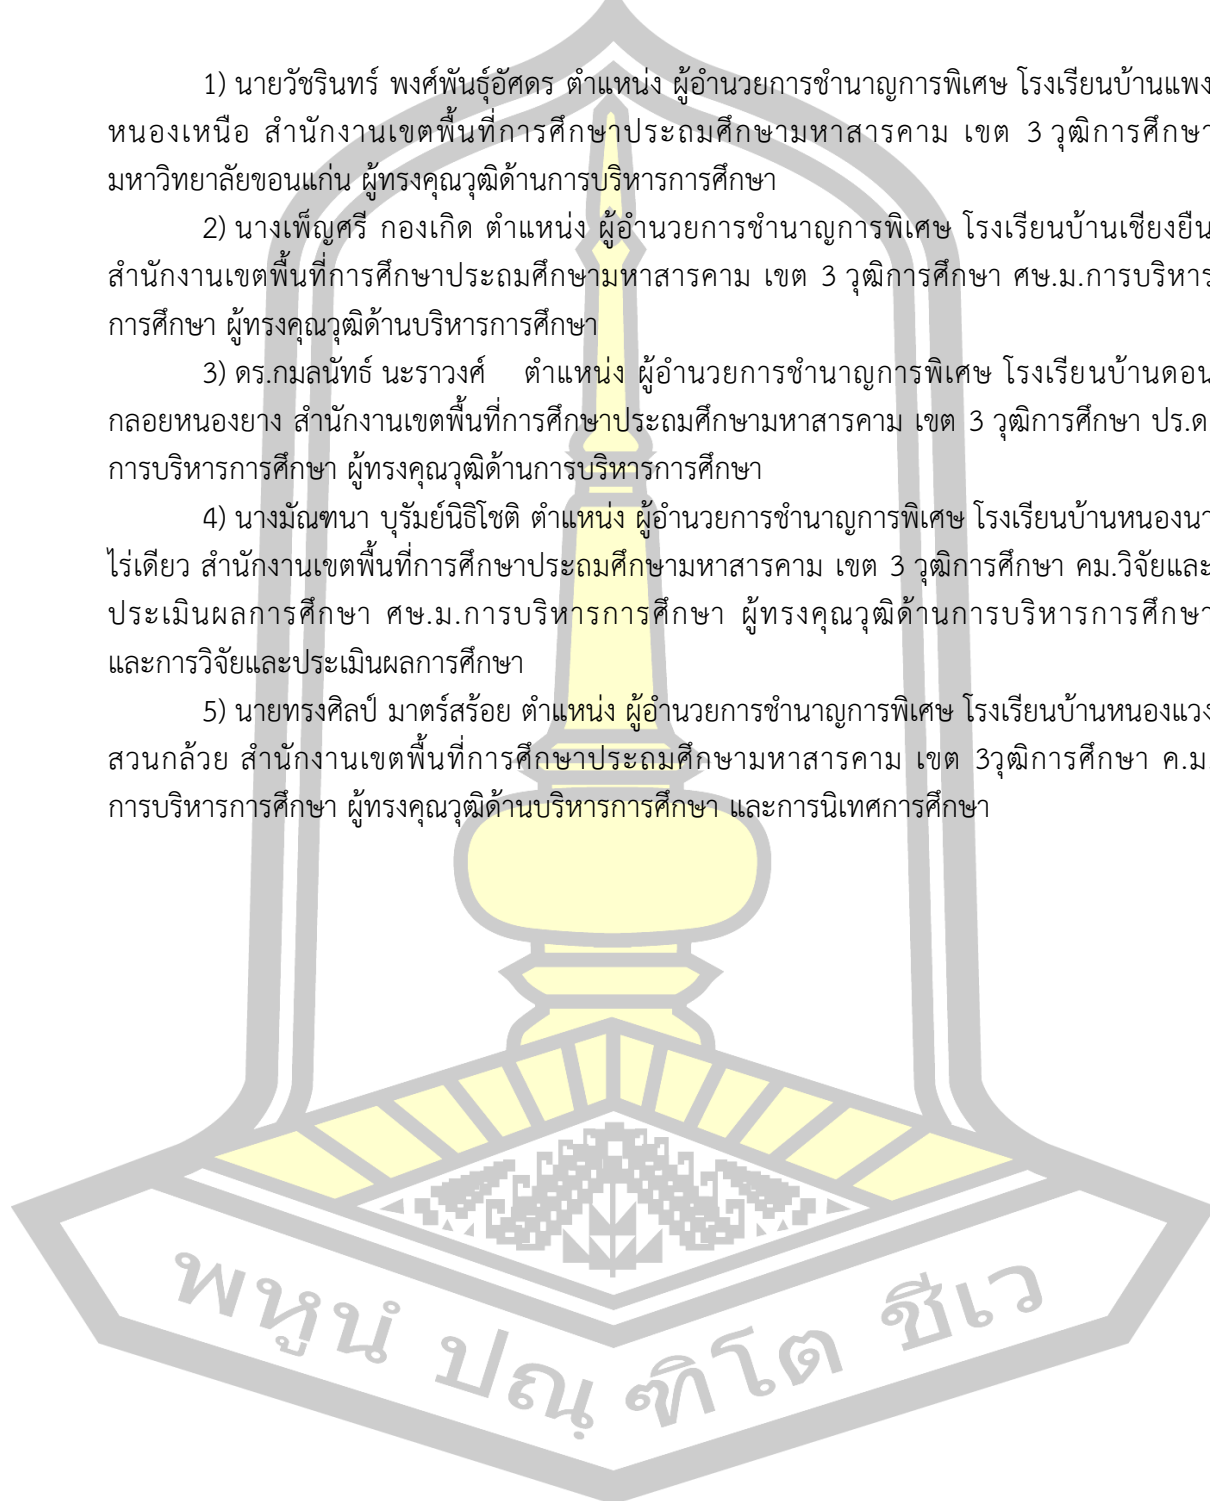 1) นายวัชรินทร์ พงศ์พันธุ์อัศดร ตำแหน่ง ผู้อำนวยการชำนาญการพิเศษ โรงเรียนบ้านแพง
หนองเหนือ สำนักงานเขตพื้นที่การศึกษาประถมศึกษามหาสารคาม เขต 3 วุฒิการศึกษา
มหาวิทยาลัยขอนแก่น ผู้ทรงคุณวุฒิด้านการบริหารการศึกษา
2) นางเพ็ญศรี กองเกิด ตำแหน่ง ผู้อำนวยการชำนาญการพิเศษ โรงเรียนบ้านเชียงยืน
สำนักงานเขตพื้นที่การศึกษาประถมศึกษามหาสารคาม เขต 3 วุฒิการศึกษา ศษ.ม.การบริหาร
การศึกษา ผู้ทรงคุณวุฒิด้านบริหารการศึกษา
3) ดร.กมลนัทธ์ นะราวงศ์ ตำแหน่ง ผู้อำนวยการชำนาญการพิเศษ โรงเรียนบ้านดอน
กลอยหนองยาง สำนักงานเขตพื้นที่การศึกษาประถมศึกษามหาสารคาม เขต 3 วุฒิการศึกษา ปร.ด
การบริหารการศึกษา ผู้ทรงคุณวุฒิด้านการบริหารการศึกษา
4) นางมัณฑนา บุรัมย์นิธิโชติ ตำแหน่ง ผู้อำนวยการชำนาญการพิเศษ โรงเรียนบ้านหนองนา
ไร่เดียว สำนักงานเขตพื้นที่การศึกษาประถมศึกษามหาสารคาม เขต 3 วุฒิการศึกษา คม.วิจัยและ
ประเมินผลการศึกษา ศษ.ม.การบริหารการศึกษา ผู้ทรงคุณวุฒิด้านการบริหารการศึกษา
และการวิจัยและประเมินผลการศึกษา
5) นายทรงศิลป์ มาตร์สร้อย ตำแหน่ง ผู้อำนวยการชำนาญการพิเศษ โรงเรียนบ้านหนองแวง
สวนกล้วย สำนักงานเขตพื้นที่การศึกษาประถมศึกษามหาสารคาม เขต 3วุฒิการศึกษา ค.ม.
การบริหารการศึกษา ผู้ทรงคุณวุฒิด้านบริหารการศึกษา และการนิเทศการศึกษา
พหูนํ ปณฺฑิโต ชีเว